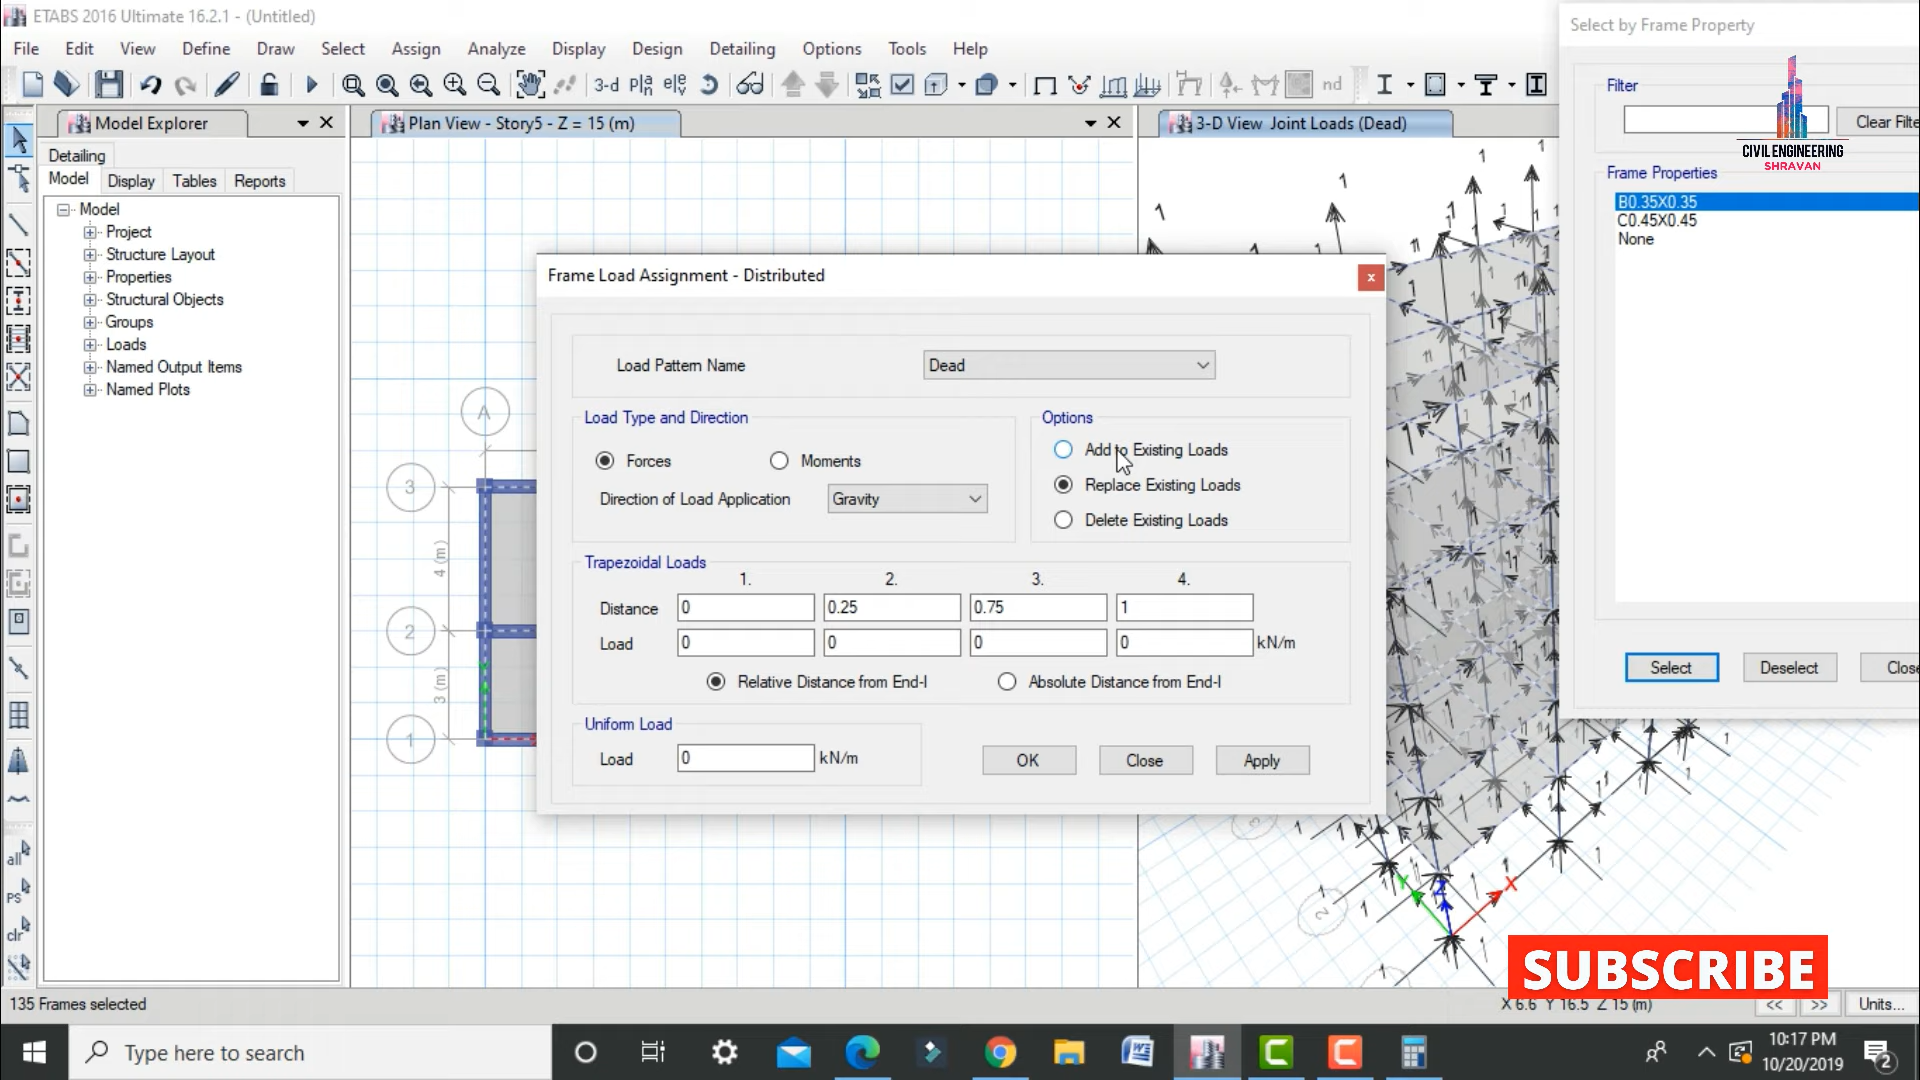 ETABS 2016 Ultimate 16.2.1 - (Untitled)
File Edit View Define Draw Select Assign Analyze Display Design Detailing Options Tools Help
3-d
nd
Model Explorer
Detailing
Model Display Tables Reports
Model
Project
Structure Layout
Properties
Structural Objects
Groups
Loads
Named Output Items
Named Plots
all
PS
clr
Plan View - Story5 - Z = 15 (m)
A
3
4 (m)
2
3 (m)
1
3-D View Joint Loads (Dead)
Frame Load Assignment - Distributed
x
Load Pattern Name Dead
Load Type and Direction
Forces Moments
Direction of Load Application Gravity
Options
Add to Existing Loads
Replace Existing Loads
Delete Existing Loads
Trapezoidal Loads
1. 2. 3. 4.
Distance 0 0.25 0.75 1
Load 0 0 0 0 kN/m
Relative Distance from End-I Absolute Distance from End-I
Uniform Load
Load 0 kN/m
OK Close Apply
Select by Frame Property
Filter
Clear Filte
CIVIL ENGINEERING
SHRAVAN
Frame Properties
B0.35X0.35
C0.45X0.45
None
Select Deselect Close
X
Y
Z
2
SUBSCRIBE
135 Frames selected
X 6.6 Y 16.5 Z 15 (m)
<< >> Units...
Type here to search
10:17 PM
10/20/2019
2